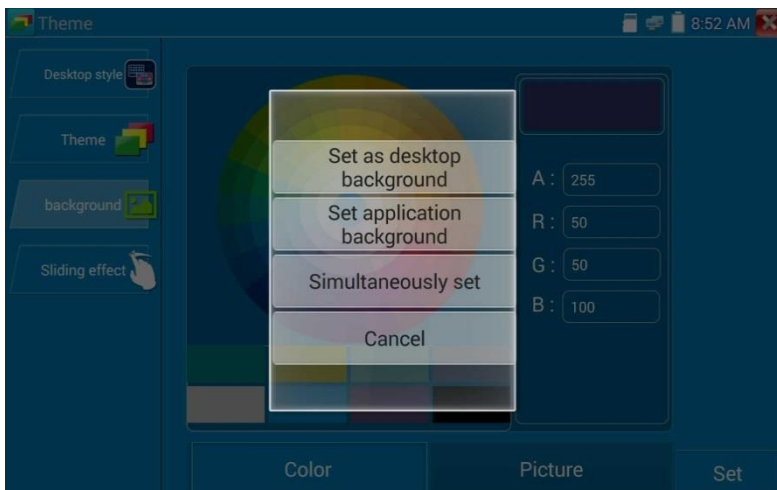 Theme
8:52 AM
Desktop style
Theme
background
Sliding effect
Set as desktop
background
Set application
background
Simultaneously set
Cancel
A : 255
R : 50
G : 50
B : 100
Color
Picture
Set